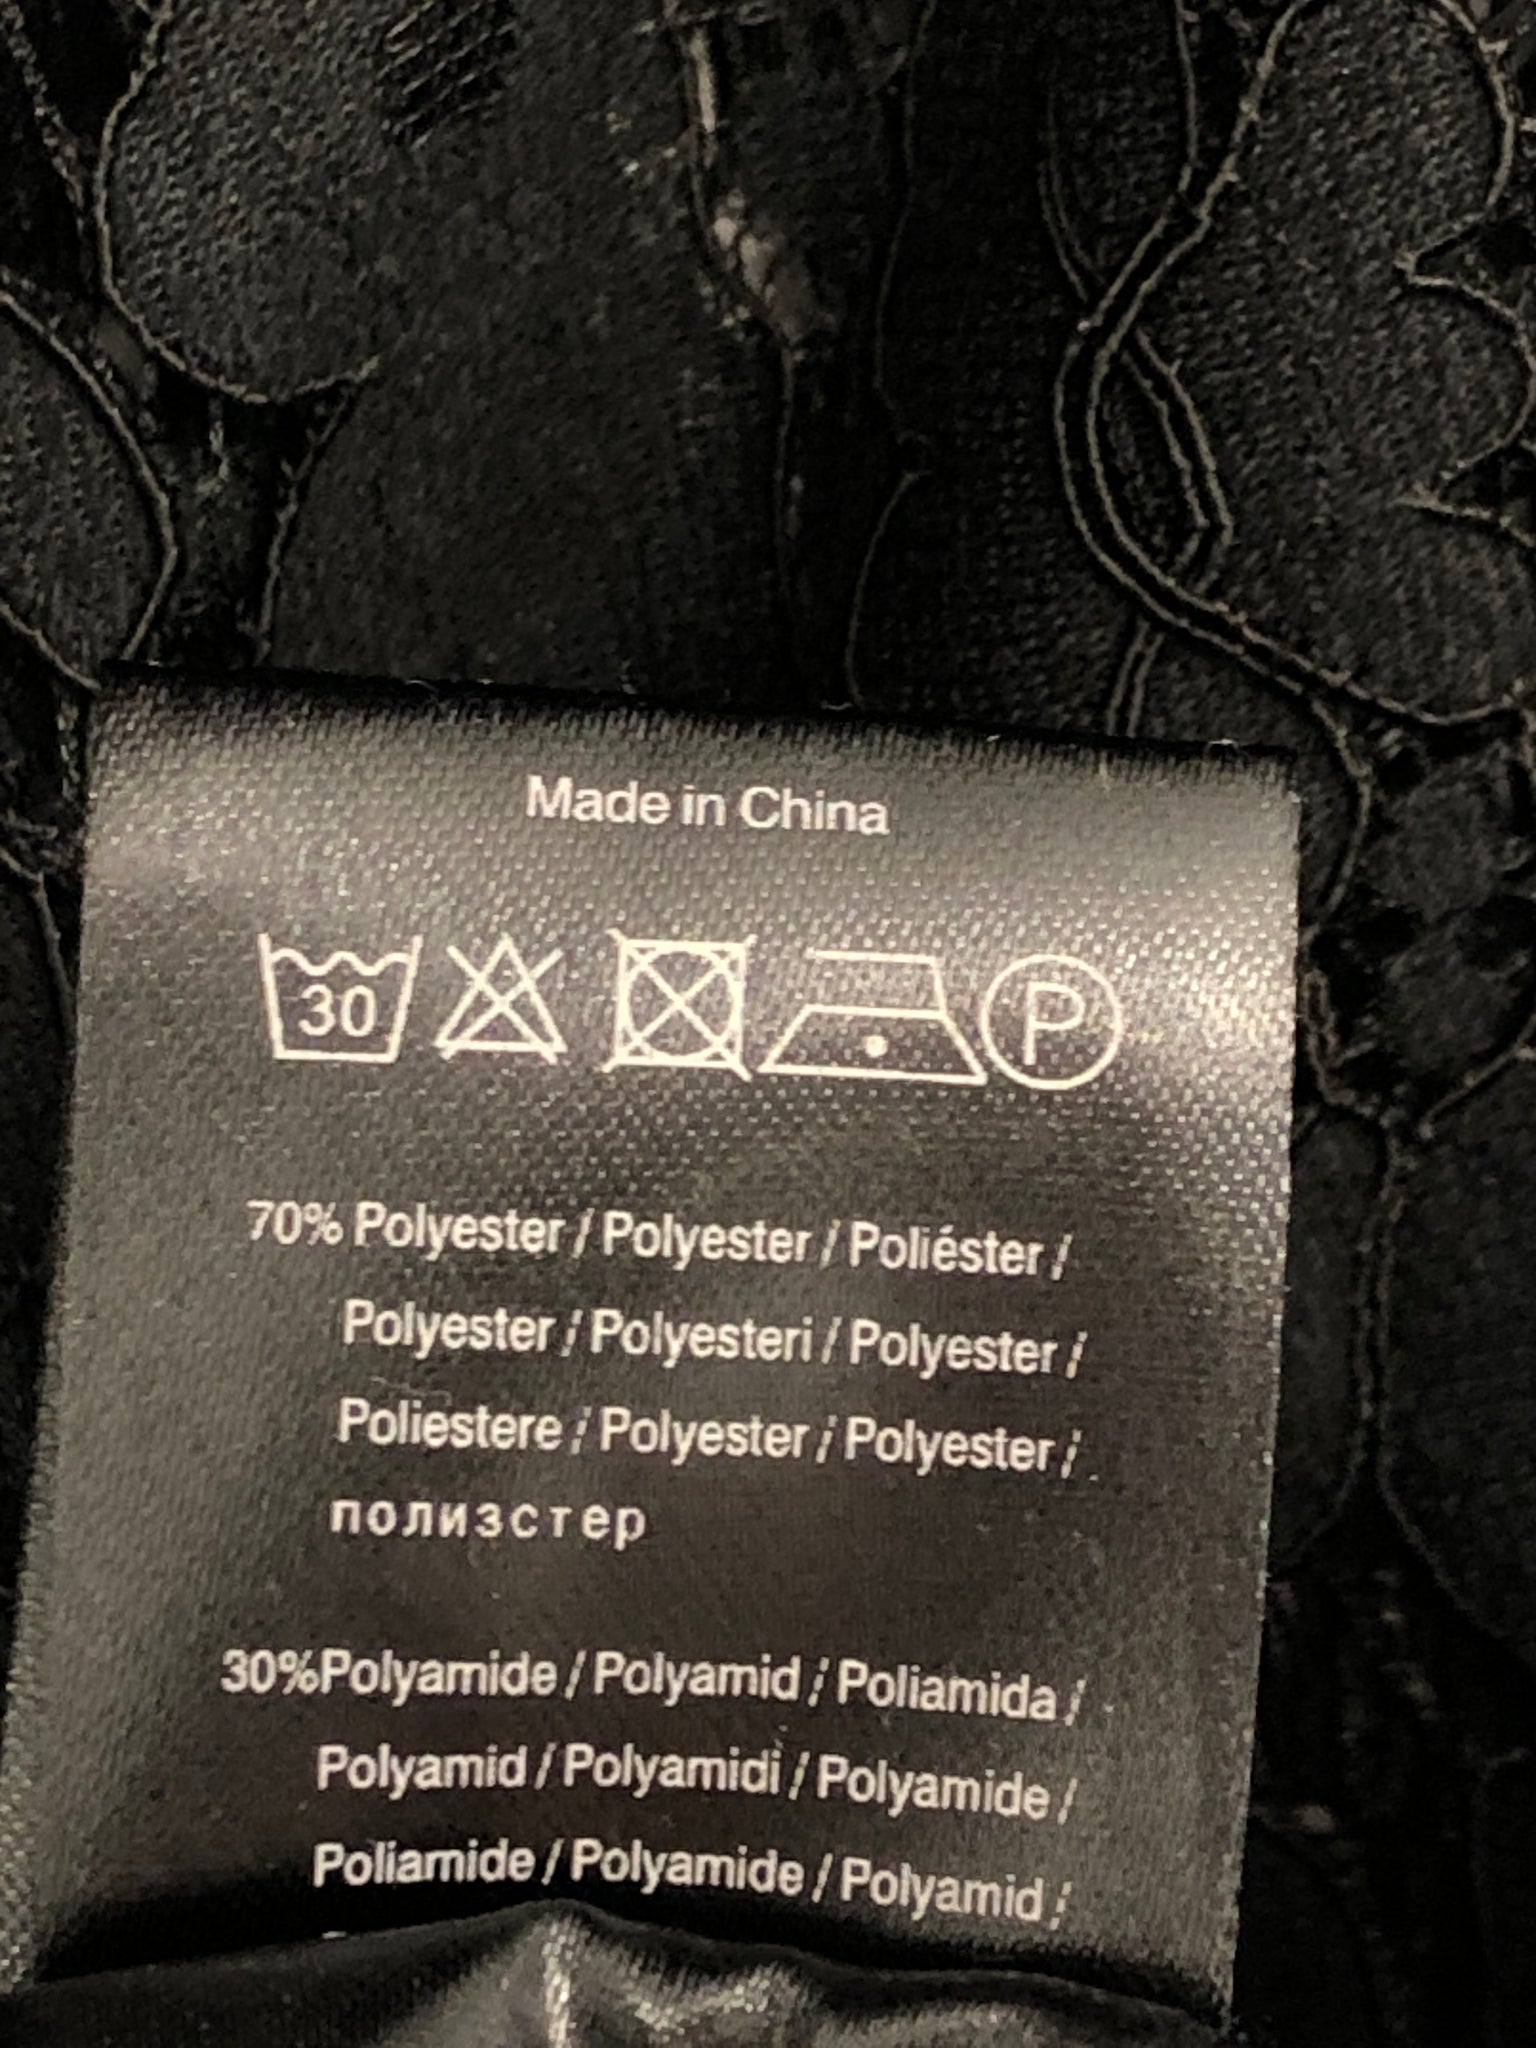 Made in China
30
P
70% Polyester / Polyester / Poliéster /
Polyester / Polyesteri / Polyester /
Poliestere / Polyester / Polyester /
полизстер
30%Polyamide / Polyamid / Poliamida /
Polyamid / Polyamidi / Polyamide /
Poliamide / Polyamide / Polyamid /